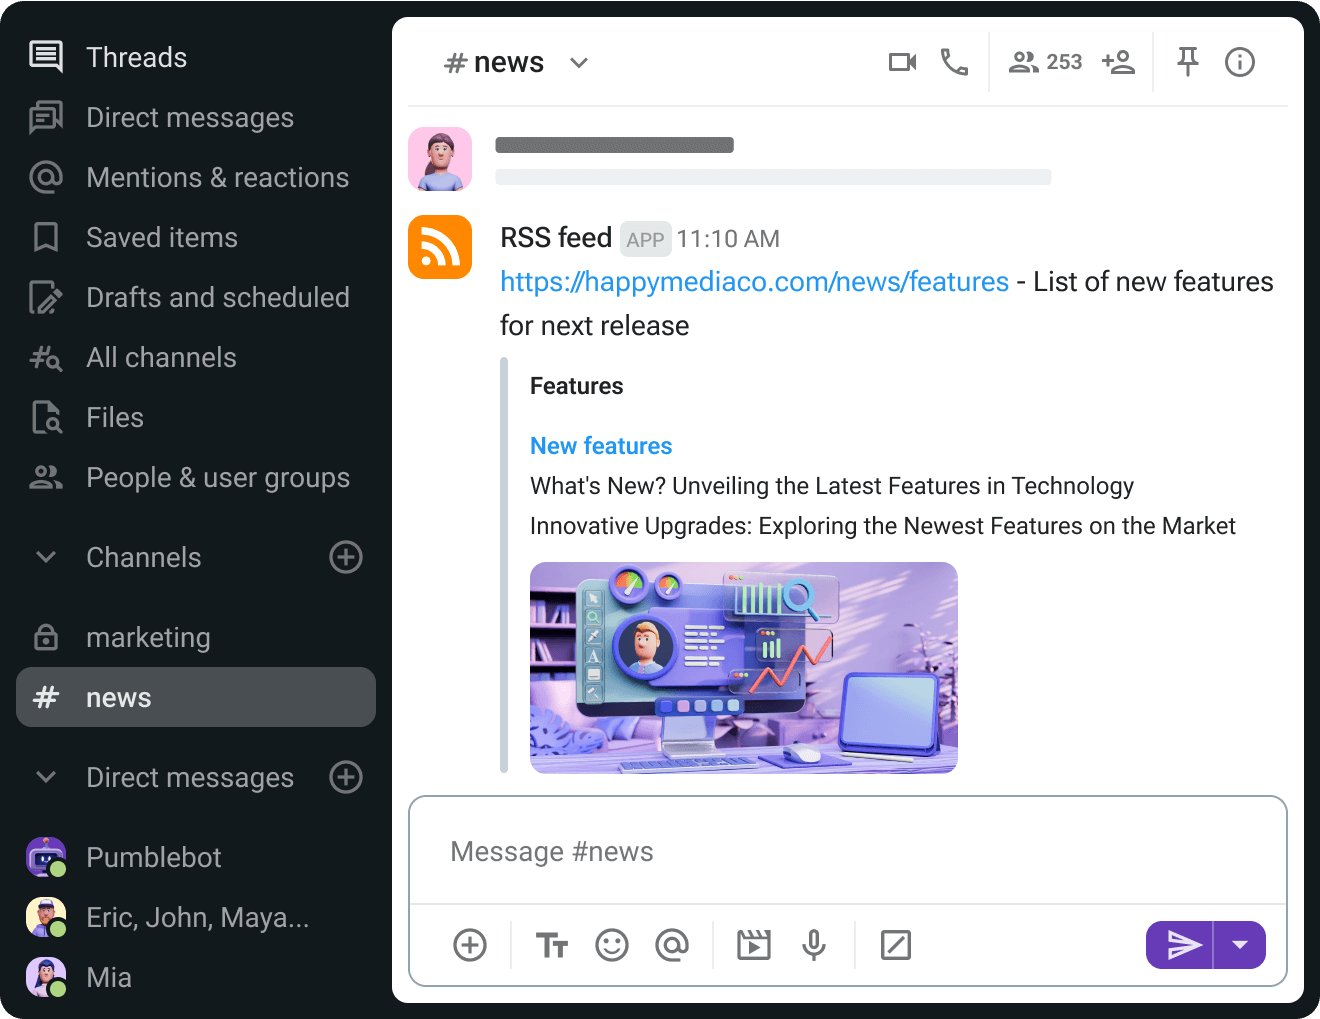 Threads
Direct messages
Mentions & reactions
Saved items
Drafts and scheduled
All channels
Files
People & user groups
Channels
marketing
# news
Direct messages
Pumblebot
Eric, John, Maya...
Mia
# news
253
RSS feed APP 11:10 AM
https://happymediaco.com/news/features - List of new features
for next release
Features
New features
What's New? Unveiling the Latest Features in Technology
Innovative Upgrades: Exploring the Newest Features on the Market
A
Message #news